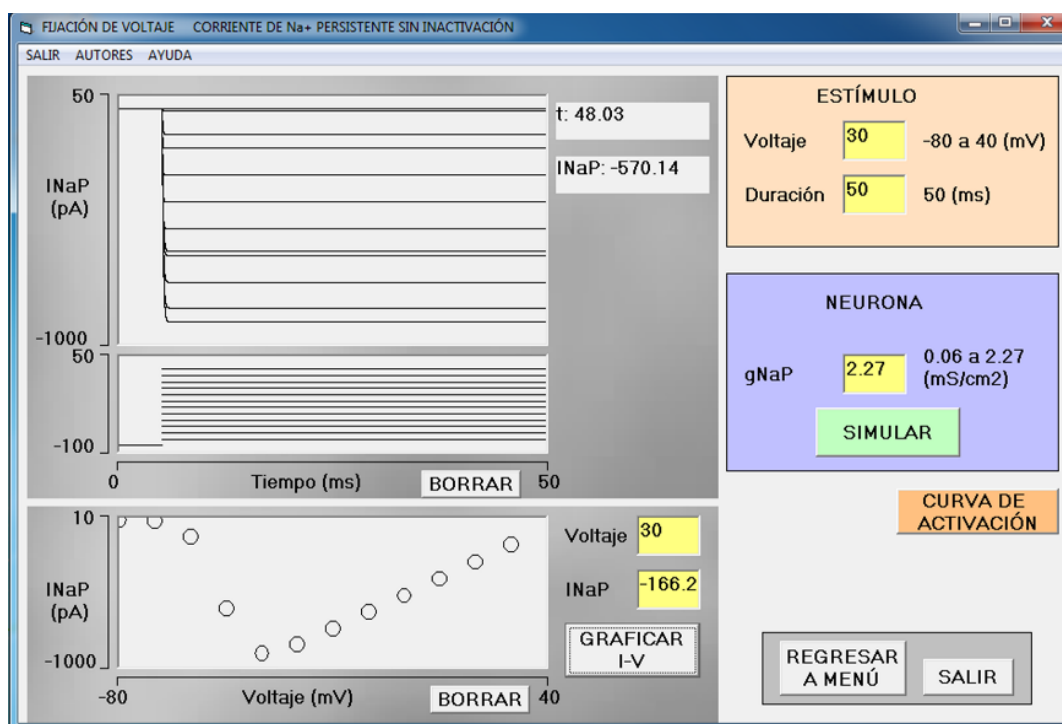 FIJACIÓN DE VOLTAJE CORRIENTE DE Na+ PERSISTENTE SIN INACTIVACIÓN
SALIR AUTORES AYUDA
50
INaP
(pA)
-1000
t: 48.03
INaP: -570.14
50
-100
0 Tiempo (ms) BORRAR 50
10
INaP
(pA)
-1000
-80 Voltaje (mV) BORRAR 40
Voltaje 30
INaP -166.2
GRAFICAR
I-V
ESTÍMULO
Voltaje 30 -80 a 40 (mV)
Duración 50 50 (ms)
NEURONA
gNaP 2.27 0.06 a 2.27
(mS/cm2)
SIMULAR
CURVA DE
ACTIVACIÓN
REGRESAR
A MENÚ
SALIR